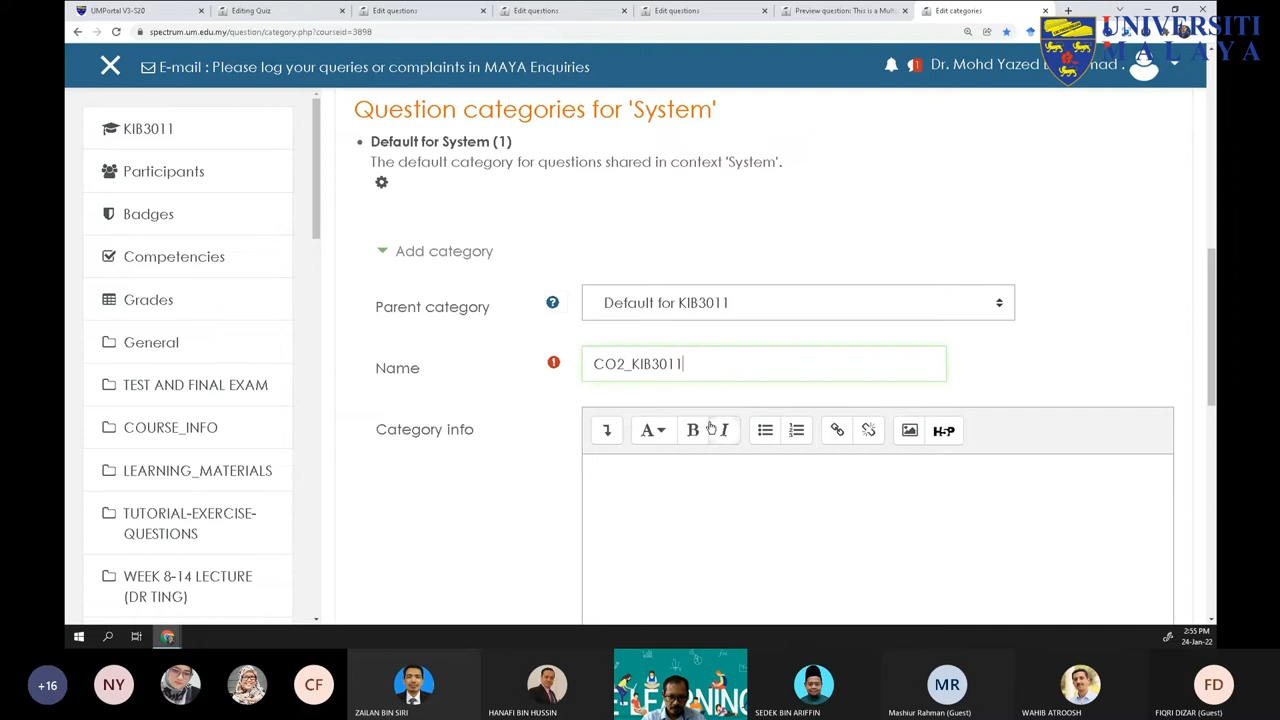 UMPortal V3-S20
Editing Quiz
Edit questions
Edit questions
Edit questions
Preview question: This is a Mult
Edit categories
spectrum.um.edu.my/question/category.php?courseid=3898
UNIVERSITI
MALAYA
E-mail : Please log your queries or complaints in MAYA Enquiries
Dr. Mohd Yazed
KIB3011
Participants
Badges
Competencies
Grades
General
TEST AND FINAL EXAM
COURSE_INFO
LEARNING_MATERIALS
TUTORIAL-EXERCISE-
QUESTIONS
WEEK 8-14 LECTURE
(DR TING)
Question categories for 'System'
Default for System (1)
The default category for questions shared in context 'System'.
Add category
Parent category
Default for KIB3011
Name
CO2_KIB3011
Category info
A
B
I
H-P
2:55 PM
24-Jan-22
+16
NY
CF
ZAILAN BIN SIRI
HANAFI BIN HUSSIN
E-LEARNING
SEDEK BIN ARIFFIN
MR
Mashiur Rahman (Guest)
WAHIB ATROOSH
FD
FIQRI DIZAR (Guest)